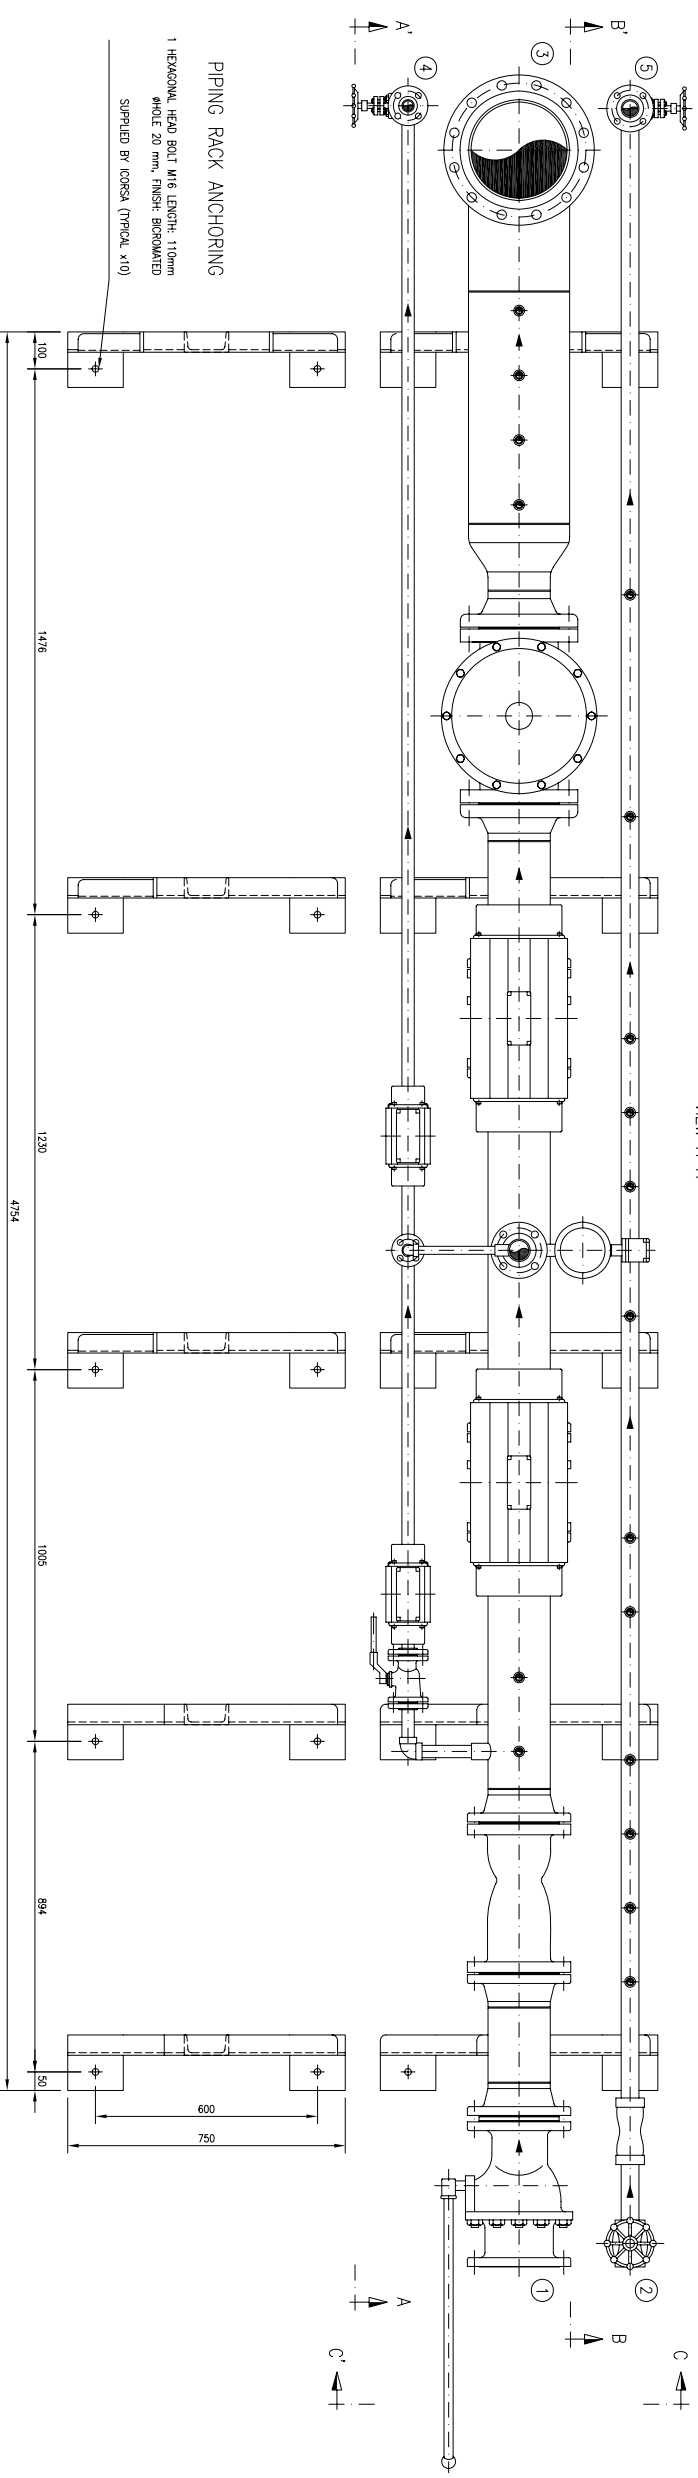 A'
B'
4
3
5
PIPING RACK ANCHORING
1 HEXAGONAL HEAD BOLT M16 LENGTH: 110mm
øHOLE 20 mm, FINISH: BICROMATED
SUPPLIED BY ICORSA (TYPICAL x10)
100
1476
1230
4754
1005
894
50
600
750
1
2
A
B
C'
C